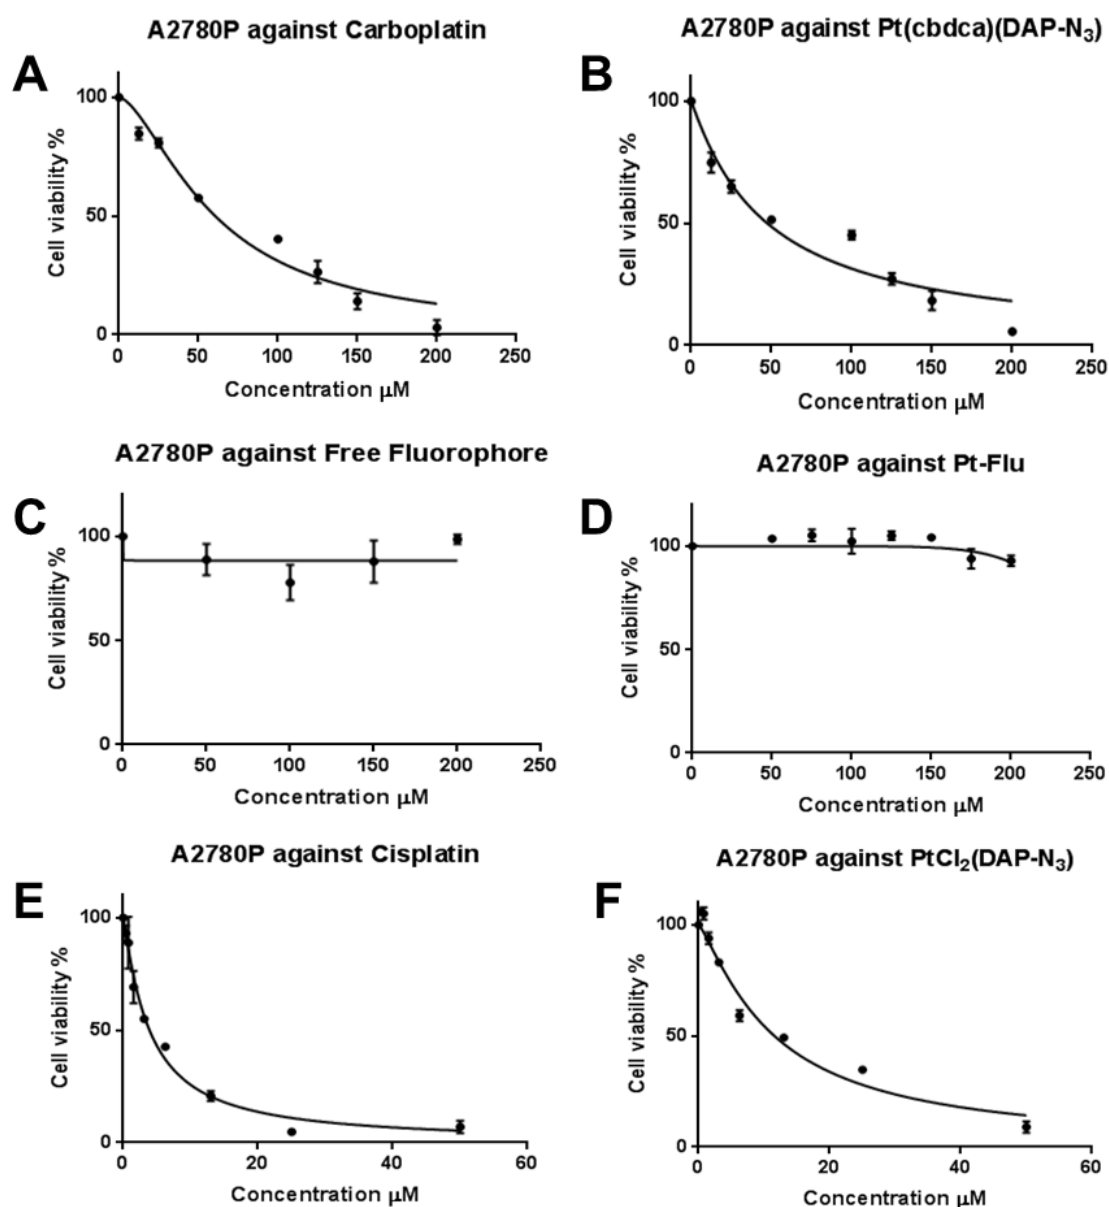 A2780P against Carboplatin
A
Cell viability %
100
50
0
0 50 100 150 200 250
Concentration μM
A2780P against Pt(cbdca)(DAP-N₃)
B
Cell viability %
100
50
0
0 50 100 150 200 250
Concentration μM
A2780P against Free Fluorophore
C
Cell viability %
100
50
0
0 50 100 150 200 250
Concentration μM
A2780P against Pt-Flu
D
Cell viability %
100
50
0
0 50 100 150 200 250
Concentration μM
A2780P against Cisplatin
E
Cell viability %
100
50
0
0 20 40 60
Concentration μM
A2780P against PtCl₂(DAP-N₃)
F
Cell viability %
100
50
0
0 20 40 60
Concentration μM